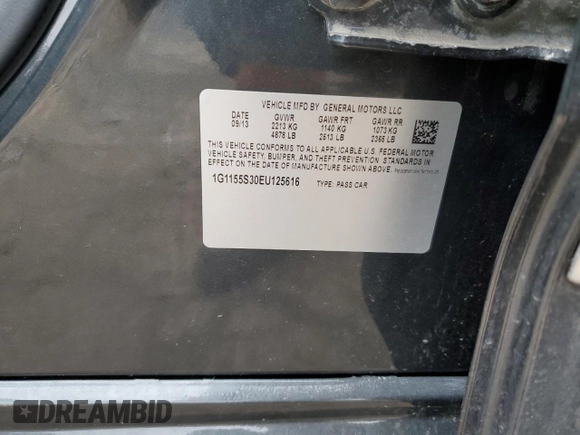 VEHICLE MFD BY GENERAL MOTORS LLC
DATE GVWR GAWR FRT GAWR RR
09/13 2213 KG 1140 KG 1073 KG
4878 LB 2513 LB 2365 LB
THIS VEHICLE CONFORMS TO ALL APPLICABLE U.S. FEDERAL MOTOR
VEHICLE SAFETY, BUMPER, AND THEFT PREVENTION STANDARDS IN
EFFECT ON THE DATE OF MANUFACTURE SHOWN ABOVE.
1G1155S30EU125616 TYPE: PASS CAR
DREAMBID